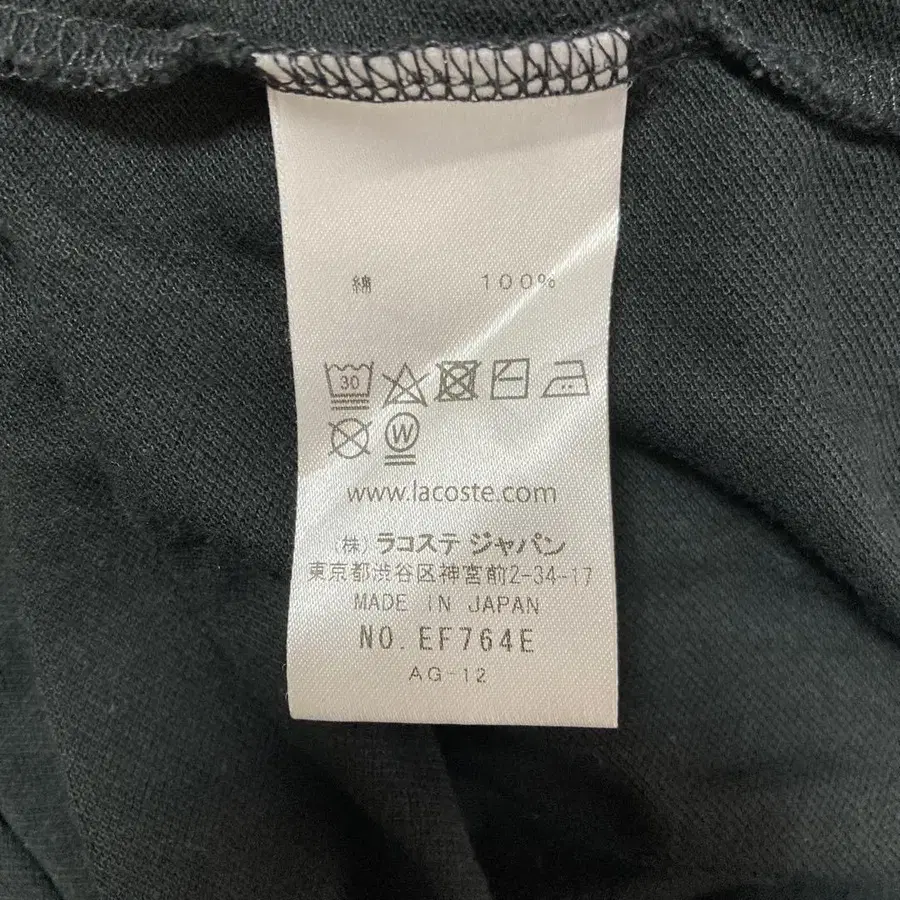 綿 100%
30
W
www.lacoste.com
(株) ラコステ ジャパン
東京都渋谷区神宮前2-34-17
MADE IN JAPAN
NO. EF764E
AG-12